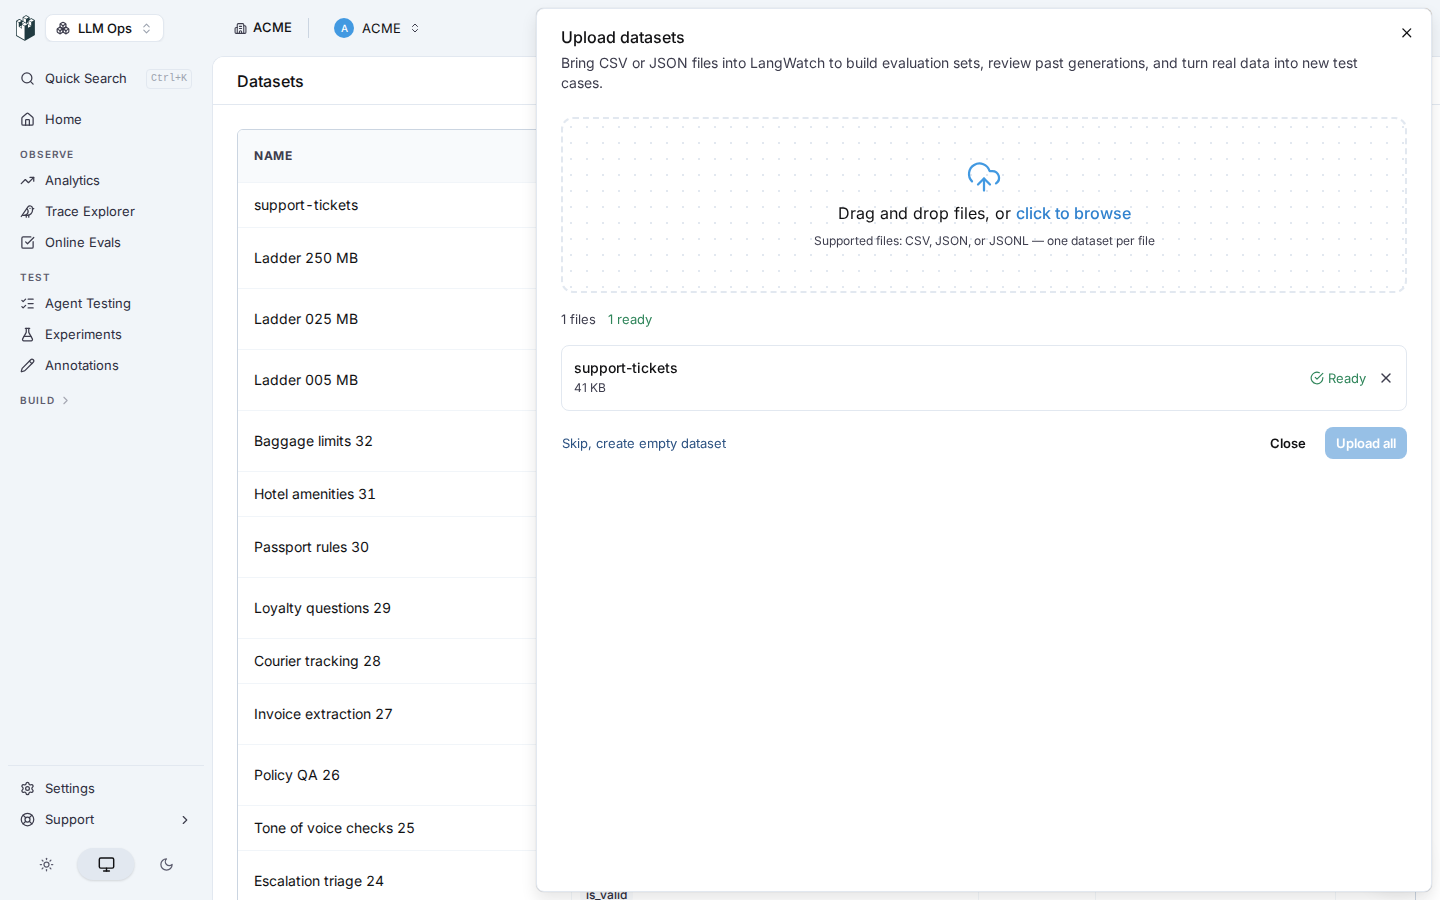 LLM Ops
ACME
A ACME
Quick Search Ctrl+K
Home
OBSERVE
Analytics
Trace Explorer
Online Evals
TEST
Agent Testing
Experiments
Annotations
BUILD
Settings
Support
Datasets
NAME
support-tickets
Ladder 250 MB
Ladder 025 MB
Ladder 005 MB
Baggage limits 32
Hotel amenities 31
Passport rules 30
Loyalty questions 29
Courier tracking 28
Invoice extraction 27
Policy QA 26
Tone of voice checks 25
Escalation triage 24
is_valid
Upload datasets
Bring CSV or JSON files into LangWatch to build evaluation sets, review past generations, and turn real data into new test
cases.
Drag and drop files, or click to browse
Supported files: CSV, JSON, or JSONL — one dataset per file
1 files 1 ready
support-tickets
41 KB
Ready
Skip, create empty dataset
Close
Upload all